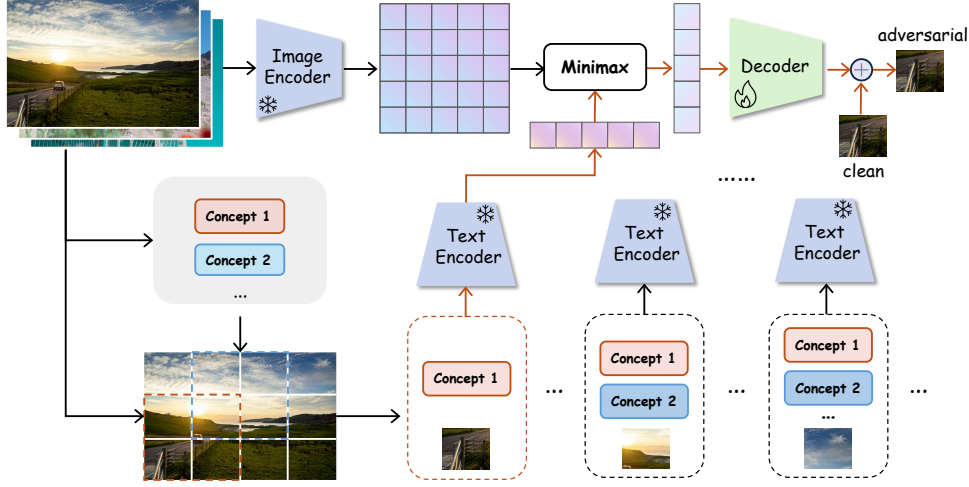 Image
Encoder
Minimax
Decoder
adversarial
clean
......
Concept 1
Concept 2
...
Text
Encoder
Text
Encoder
Text
Encoder
Concept 1
...
Concept 1
Concept 2
...
Concept 1
Concept 2
...
...